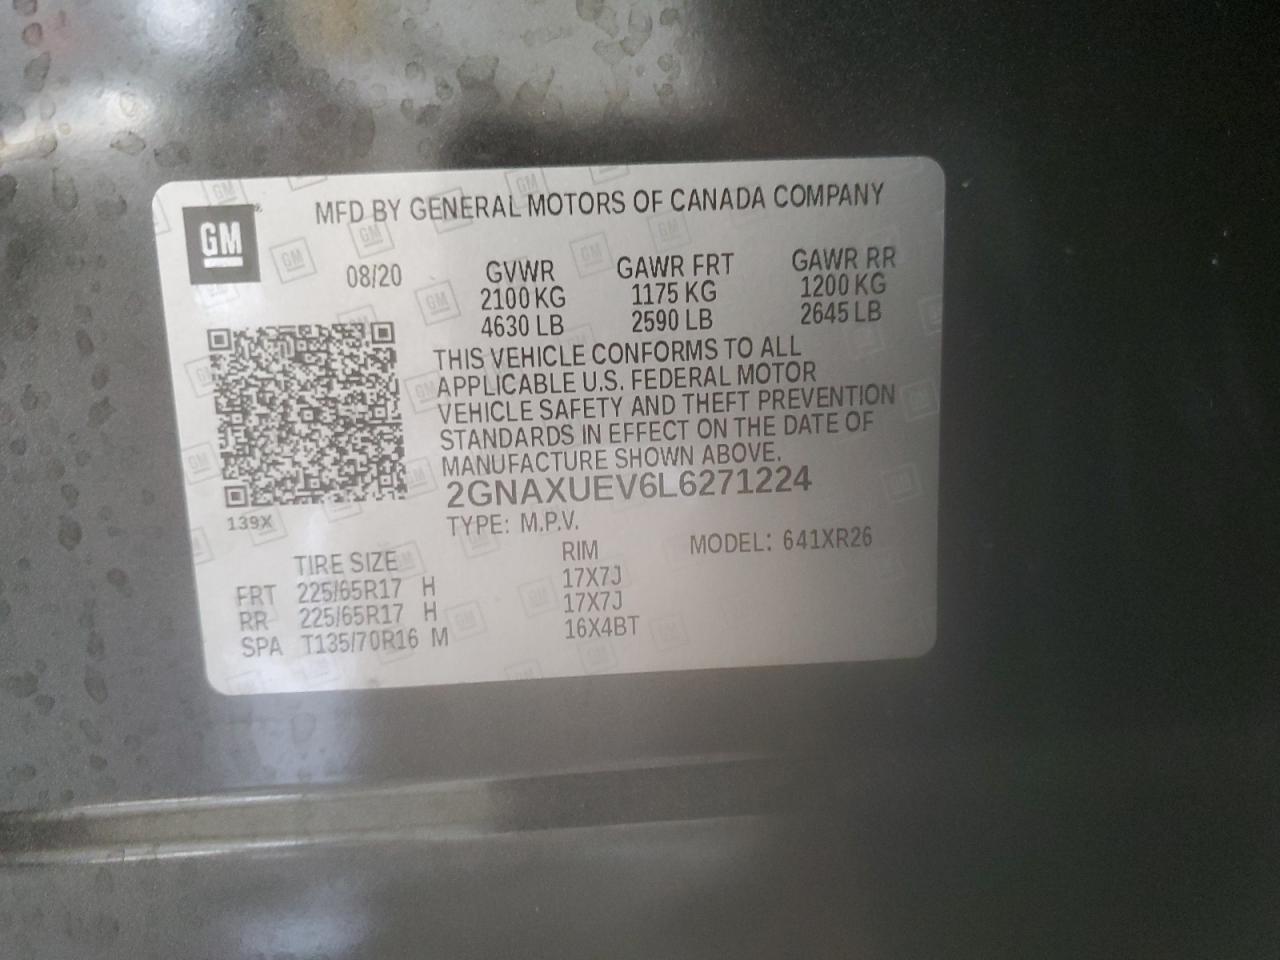 GM
MFD BY GENERAL MOTORS OF CANADA COMPANY
08/20
GVWR GAWR FRT GAWR RR
2100 KG 1175 KG 1200 KG
4630 LB 2590 LB 2645 LB
THIS VEHICLE CONFORMS TO ALL
APPLICABLE U.S. FEDERAL MOTOR
VEHICLE SAFETY AND THEFT PREVENTION
STANDARDS IN EFFECT ON THE DATE OF
MANUFACTURE SHOWN ABOVE.
2GNAXUEV6L6271224
139X
TYPE: M.P.V.
TIRE SIZE RIM MODEL: 641XR26
FRT 225/65R17 H 17X7J
RR 225/65R17 H 17X7J
SPA T135/70R16 M 16X4BT